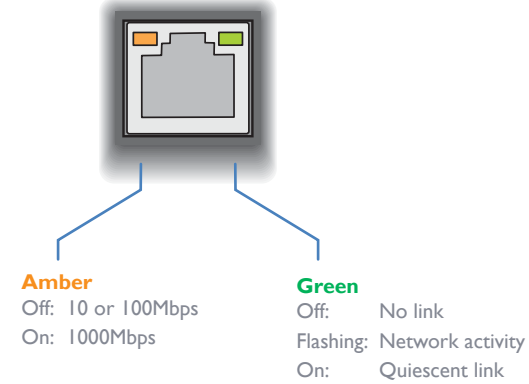 Amber
Off: 10 or 100Mbps
On: 1000Mbps
Green
Off: No link
Flashing: Network activity
On: Quiescent link